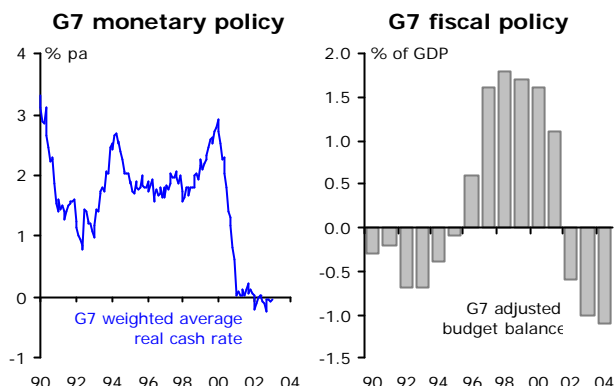 G7 monetary policy
% pa
4
3
2
1
0
-1
G7 weighted average
real cash rate
90 92 94 96 98 00 02 04
G7 fiscal policy
% of GDP
2.0
1.5
1.0
0.5
0.0
-0.5
-1.0
-1.5
G7 adjusted
budget balance
90 92 94 96 98 00 02 04